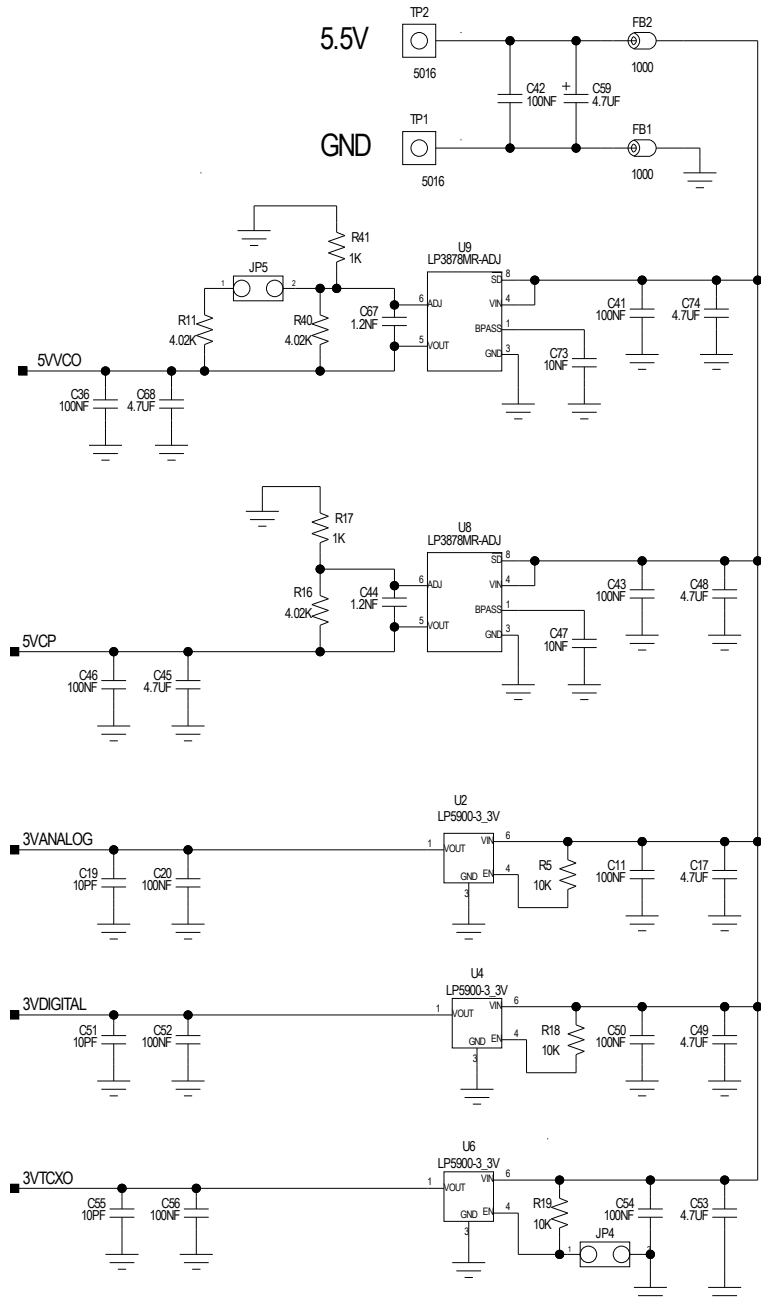 TP2
FB2
5.5V
5016
1000
C42
100NF
+
C59
4.7UF
TP1
FB1
GND
5016
1000
R41
1K
U9
LP3878MR-ADJ
JP5
1
2
SD
8
R11
4.02K
R40
4.02K
C67
1.2NF
6
ADJ
VIN
4
C41
100NF
C74
4.7UF
BPASS
1
5
VOUT
GND
3
C73
10NF
5VVCO
C36
100NF
C68
4.7UF
R17
1K
U8
LP3878MR-ADJ
SD
8
R16
4.02K
C44
1.2NF
6
ADJ
VIN
4
C43
100NF
C48
4.7UF
BPASS
1
5
VOUT
GND
3
C47
10NF
5VCP
C46
100NF
C45
4.7UF
U2
LP5900-3_3V
3VANALOG
1
VOUT
VIN
6
GND
EN
4
3
R5
10K
C11
100NF
C17
4.7UF
C19
10PF
C20
100NF
U4
LP5900-3_3V
3VDIGITAL
1
VOUT
VIN
6
GND
EN
4
3
R18
10K
C50
100NF
C49
4.7UF
C51
10PF
C52
100NF
U6
LP5900-3_3V
3VTCXO
1
VOUT
VIN
6
GND
EN
4
3
R19
10K
C54
100NF
C53
4.7UF
C55
10PF
C56
100NF
JP4
1
2